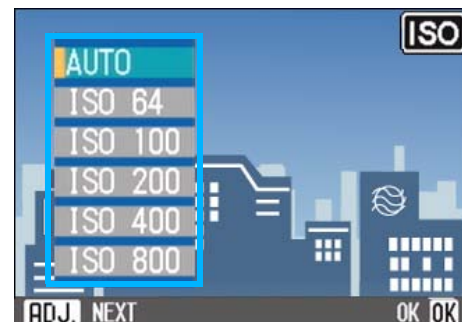 ISO
AUTO
ISO 64
ISO 100
ISO 200
ISO 400
ISO 800
ADJ. NEXT OK OK